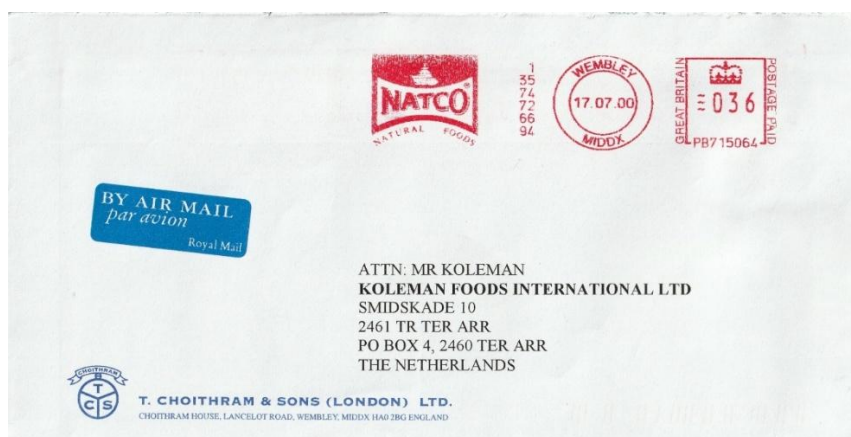 NATCO
NATURAL FOODS
1
35
74
72
66
94
WEMBLEY
17.07.00
MIDDX
GREAT BRITAIN
036
POSTAGE PAID
PB715064
BY AIR MAIL
par avion
Royal Mail
ATTN: MR KOLEMAN
KOLEMAN FOODS INTERNATIONAL LTD
SMIDSKADE 10
2461 TR TER ARR
PO BOX 4, 2460 TER ARR
THE NETHERLANDS
CHOITHRAM
T
C S
T. CHOITHRAM & SONS (LONDON) LTD.
CHOITHRAM HOUSE, LANCELOT ROAD, WEMBLEY, MIDDX HA0 2BG ENGLAND